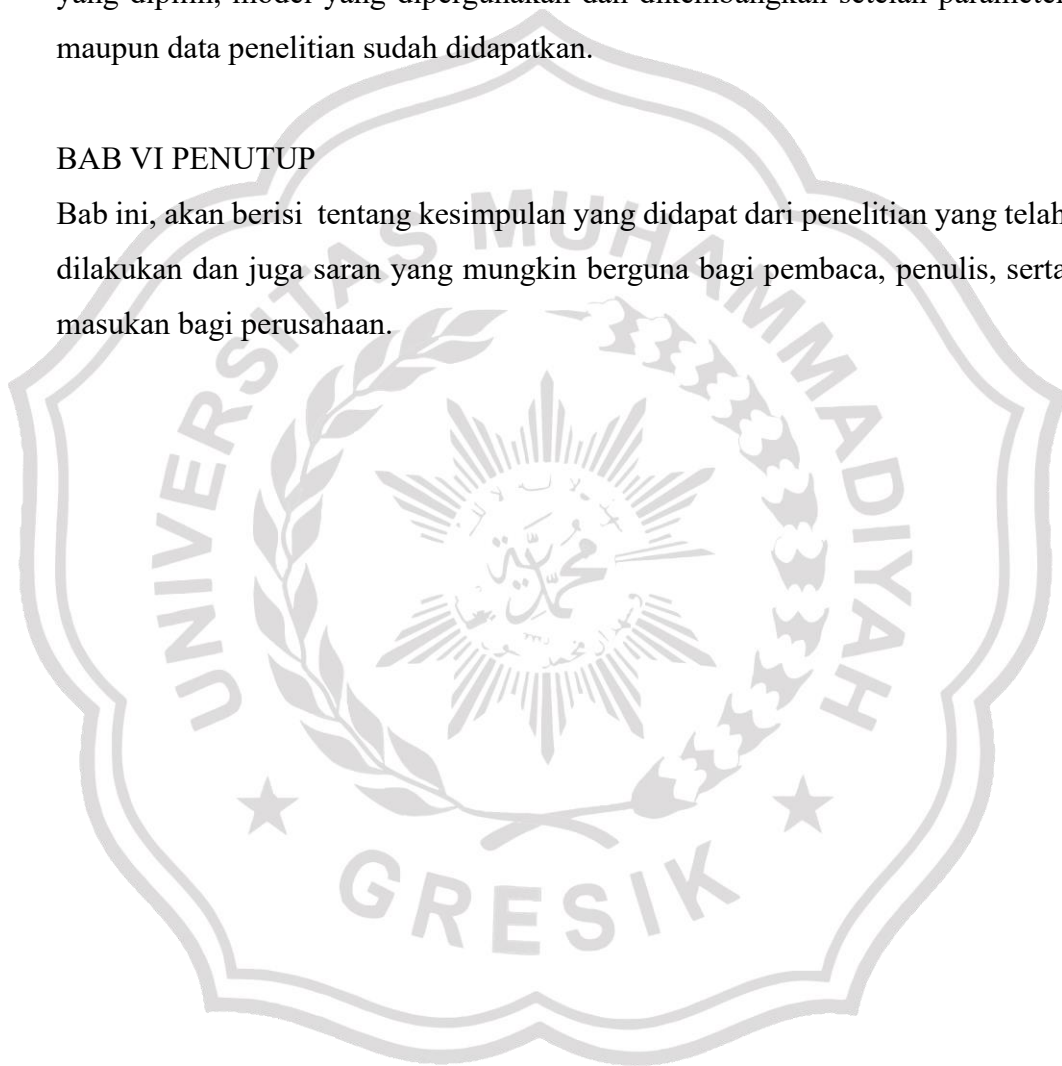 yang dipilih, model yang dipergunakan dan dikembangkan setelah parameter
maupun data penelitian sudah didapatkan.
BAB VI PENUTUP
Bab ini, akan berisi  tentang kesimpulan yang didapat dari penelitian yang telah
dilakukan dan juga saran yang mungkin berguna bagi pembaca, penulis, serta
masukan bagi perusahaan.
UNIVERSITAS MUHAMMADIYAH
محمد
GRESIK